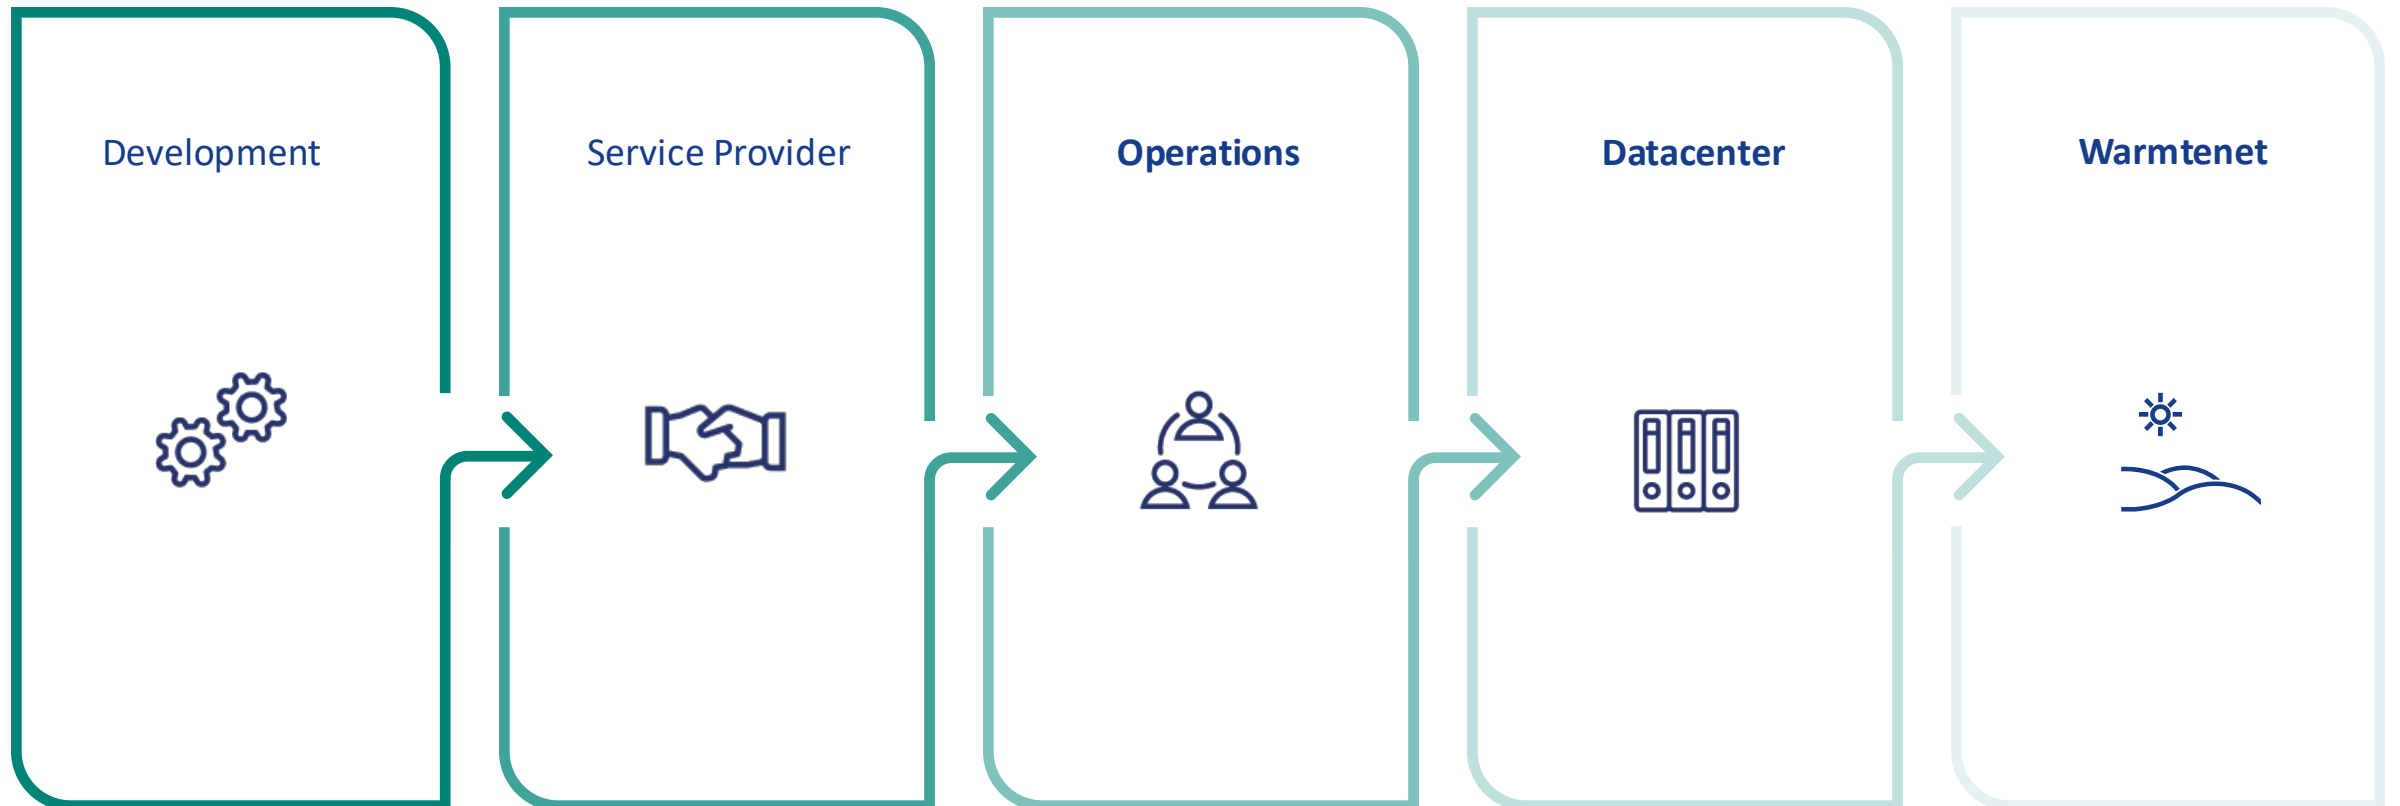 Development
Service Provider
Operations
Datacenter
Warmtenet